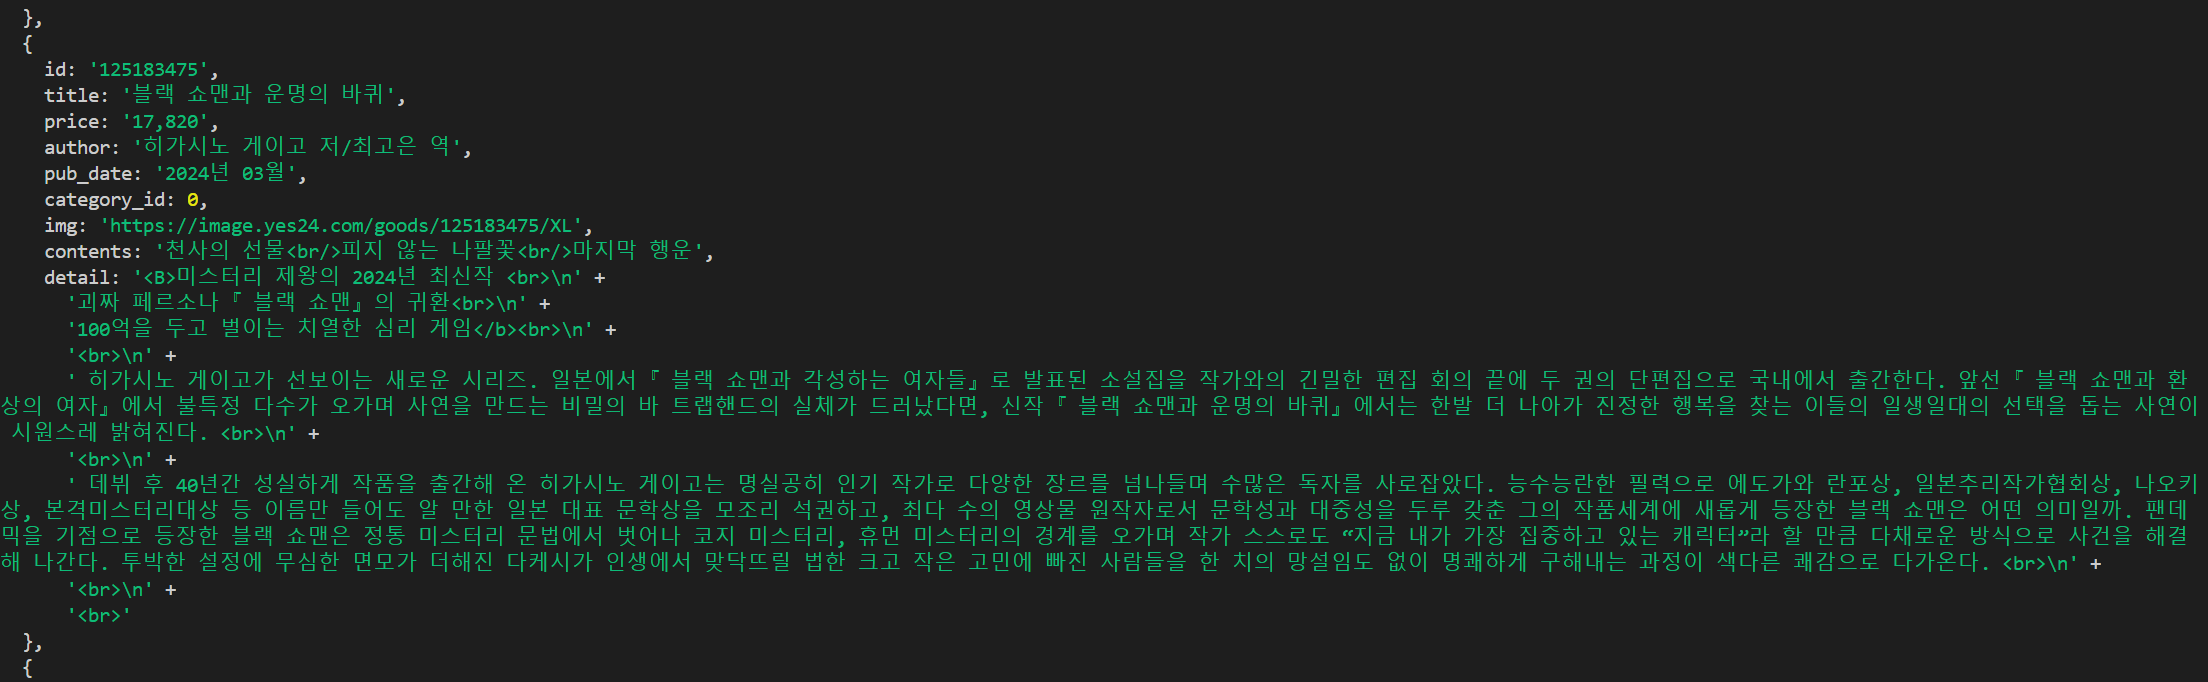 },
{
id: '125183475',
title: '블랙 쇼맨과 운명의 바퀴',
price: '17,820',
author: '히가시노 게이고 저/최고은 역',
pub_date: '2024년 03월',
category_id: 0,
img: 'https://image.yes24.com/goods/125183475/XL',
contents: '천사의 선물<br/>피지 않는 나팔꽃<br/>마지막 행운',
detail: '<B>미스터리 제왕의 2024년 최신작 <br>\n' +
'괴짜 페르소나『 블랙 쇼맨』의 귀환<br>\n' +
'100억을 두고 벌이는 치열한 심리 게임</b><br>\n' +
'<br>\n' +
' 히가시노 게이고가 선보이는 새로운 시리즈. 일본에서『 블랙 쇼맨과 각성하는 여자들』로 발표된 소설집을 작가와의 긴밀한 편집 회의 끝에 두 권의 단편집으로 국내에서 출간한다. 앞선『 블랙 쇼맨과 환
상의 여자』에서 불특정 다수가 오가며 사연을 만드는 비밀의 바 트랩핸드의 실체가 드러났다면, 신작『 블랙 쇼맨과 운명의 바퀴』에서는 한발 더 나아가 진정한 행복을 찾는 이들의 일생일대의 선택을 돕는 사연이
시원스레 밝혀진다. <br>\n' +
'<br>\n' +
' 데뷔 후 40년간 성실하게 작품을 출간해 온 히가시노 게이고는 명실공히 인기 작가로 다양한 장르를 넘나들며 수많은 독자를 사로잡았다. 능수능란한 필력으로 에도가와 란포상, 일본추리작가협회상, 나오키
상, 본격미스터리대상 등 이름만 들어도 알 만한 일본 대표 문학상을 모조리 석권하고, 최다 수의 영상물 원작자로서 문학성과 대중성을 두루 갖춘 그의 작품세계에 새롭게 등장한 블랙 쇼맨은 어떤 의미일까. 팬데
믹을 기점으로 등장한 블랙 쇼맨은 정통 미스터리 문법에서 벗어나 코지 미스터리, 휴먼 미스터리의 경계를 오가며 작가 스스로도 “지금 내가 가장 집중하고 있는 캐릭터”라 할 만큼 다채로운 방식으로 사건을 해결
해 나간다. 투박한 설정에 무심한 면모가 더해진 다케시가 인생에서 맞닥뜨릴 법한 크고 작은 고민에 빠진 사람들을 한 치의 망설임도 없이 명쾌하게 구해내는 과정이 색다른 쾌감으로 다가온다. <br>\n' +
'<br>\n' +
'<br>'
},
{